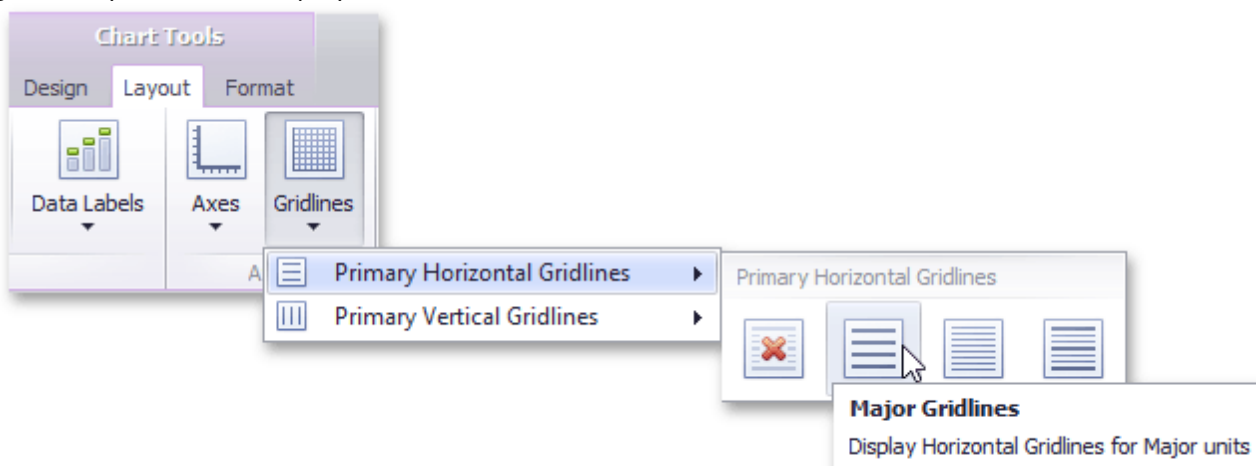 Chart Tools
Design Layout Format
Data Labels Axes Gridlines
A
Primary Horizontal Gridlines
Primary Vertical Gridlines
Primary Horizontal Gridlines
Major Gridlines
Display Horizontal Gridlines for Major units